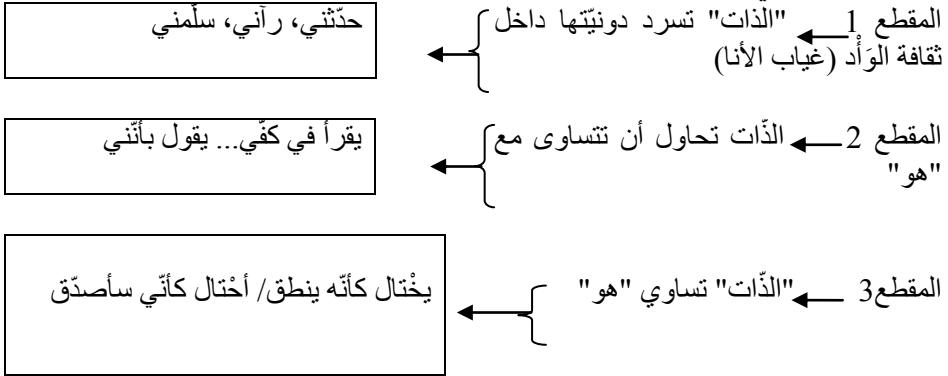 المقطع 1 "الذات" تسرد دونيّتها داخل
ثقافة الوَأْد (غياب الأنا)
حدّثني، رآني، سلّمني
المقطع 2 الذّات تحاول أن تتساوى مع
"هو"
يقرأ في كفّي... يقول بأنّني
المقطع3 "الذّات" تساوي "هو"
يخْتال كأنّه ينطق/ أحْتال كأنّي سأصدّق